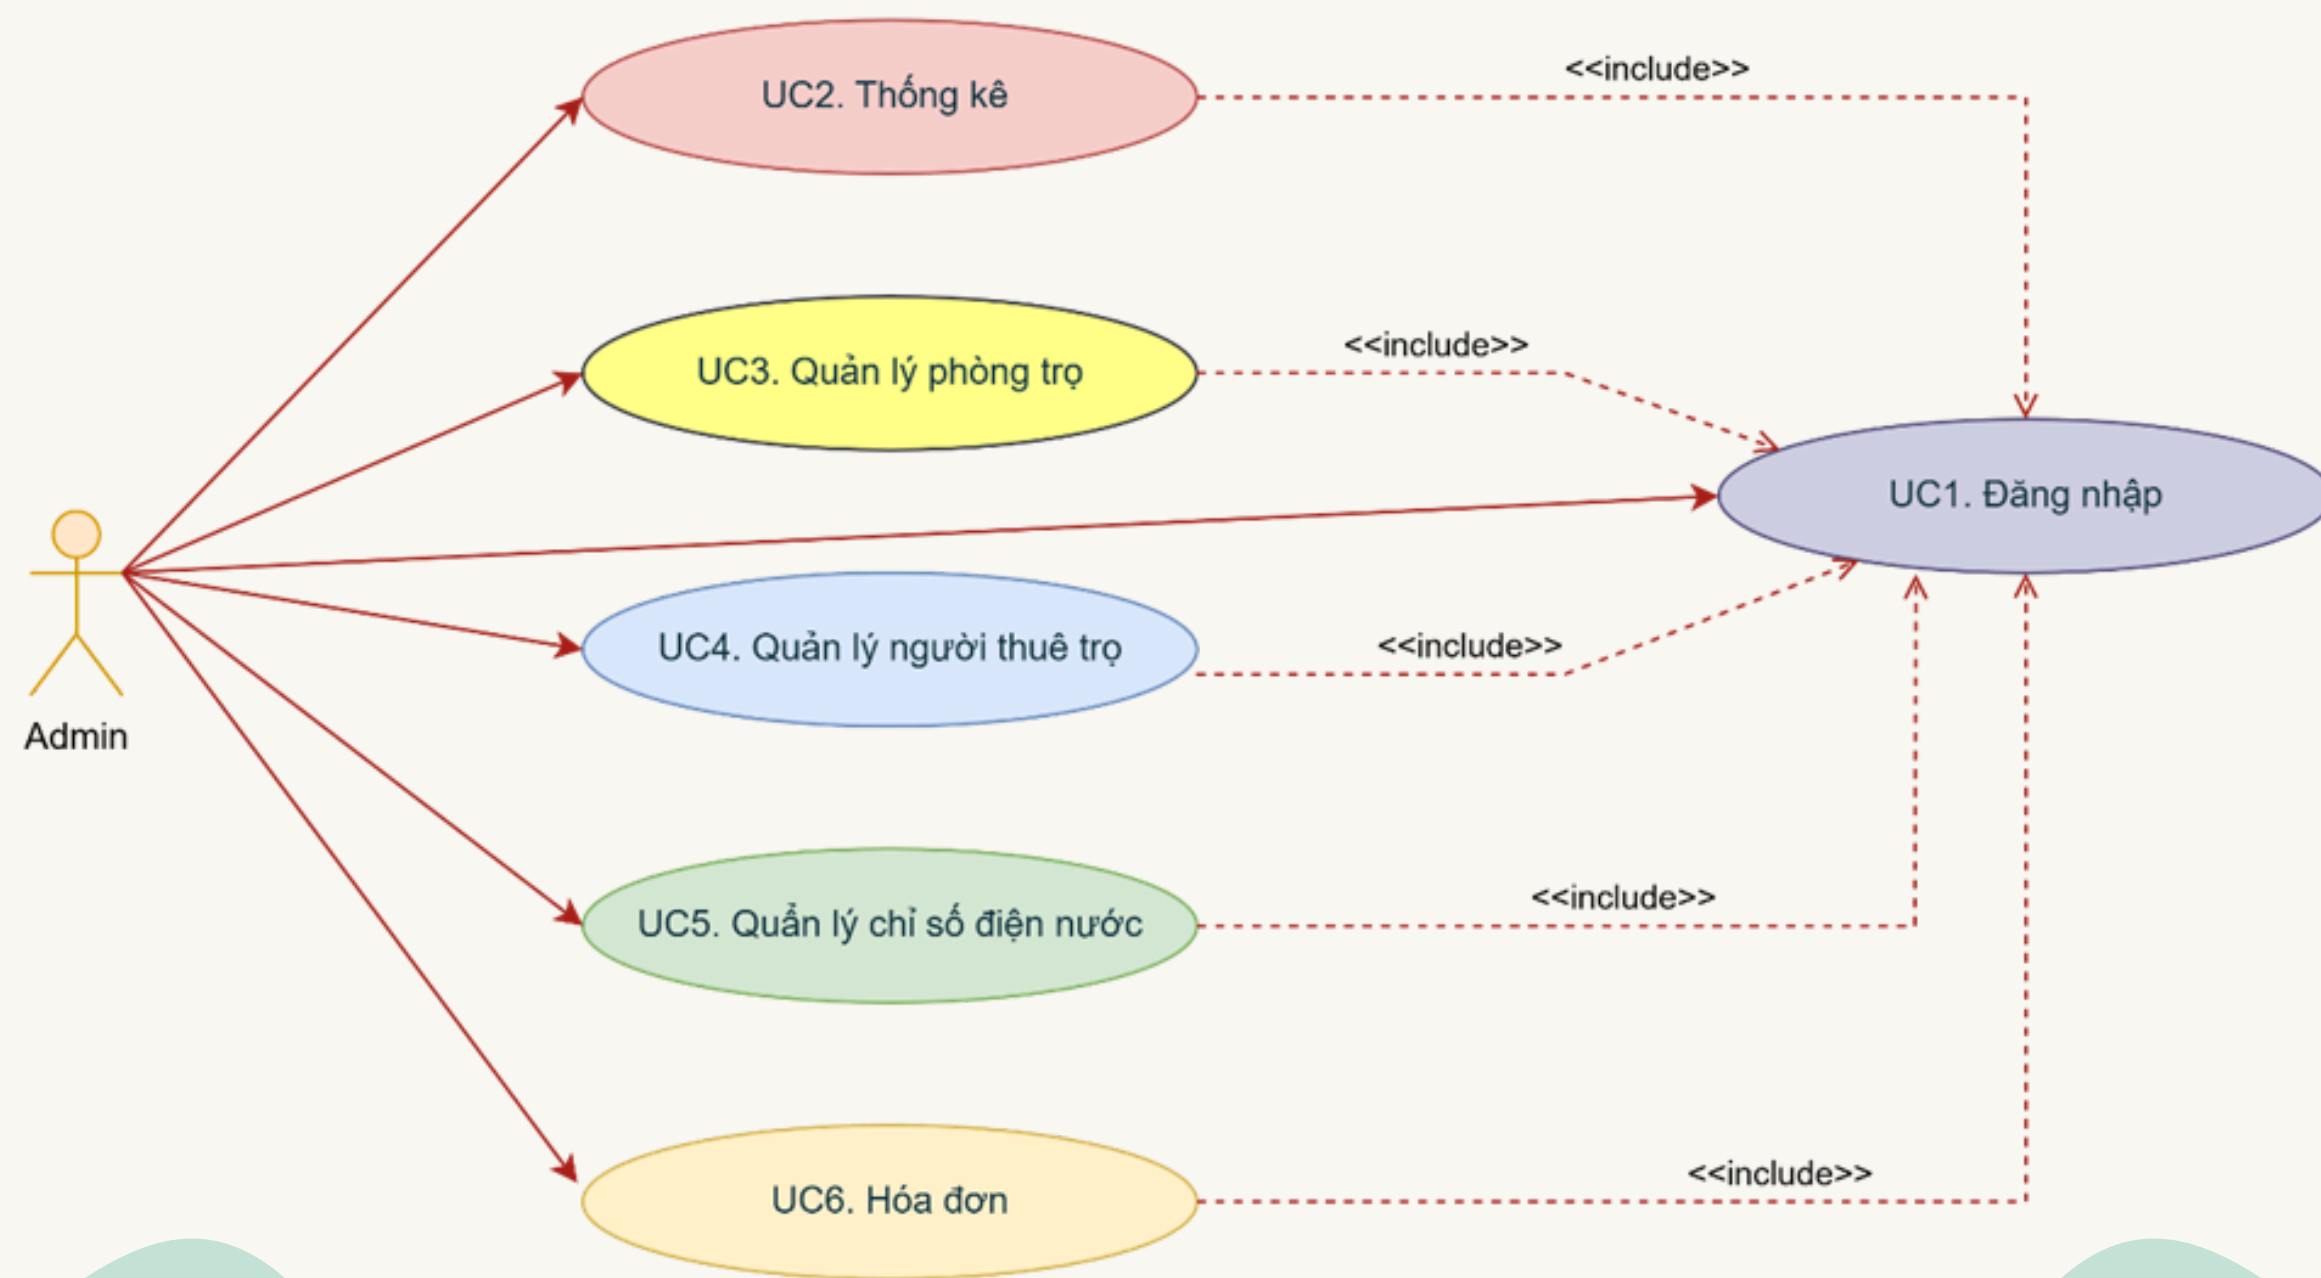 UC2. Thống kê
<<include>>
UC3. Quản lý phòng trọ
<<include>>
UC1. Đăng nhập
UC4. Quản lý người thuê trọ
<<include>>
Admin
UC5. Quẩn lý chỉ số điện nước
<<include>>
UC6. Hóa đơn
<<include>>